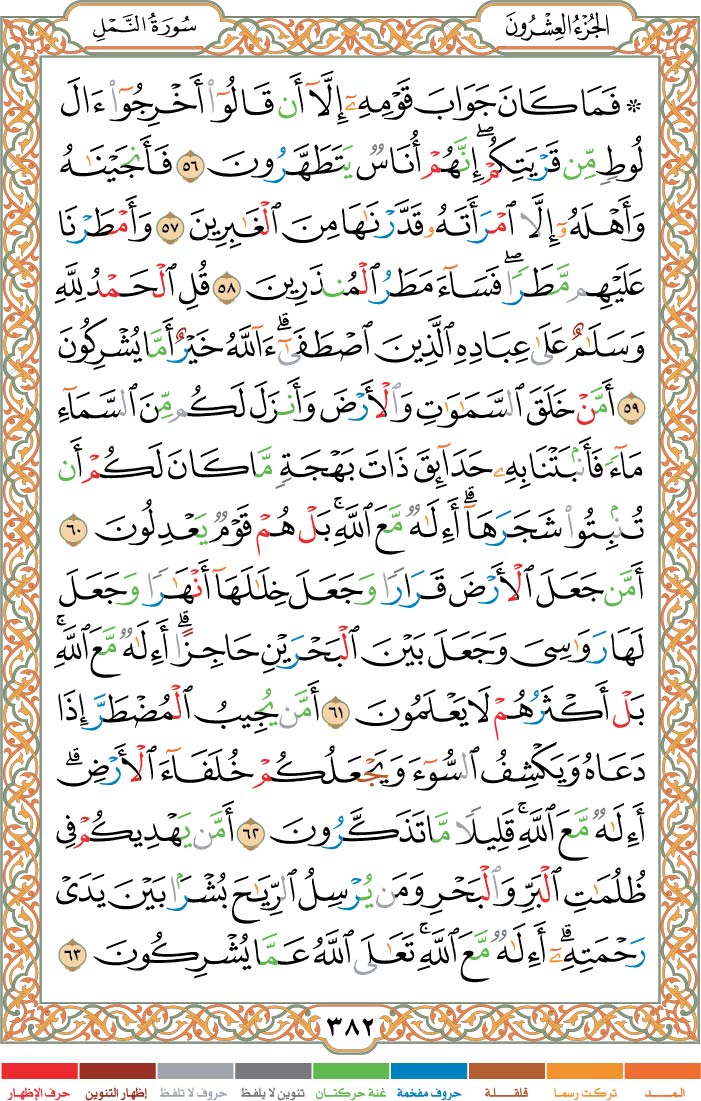 الجُزْءُ العِشْرُونَ
سُورَةُ النَّمْلِ
۞ فَمَا كَانَ جَوَابَ قَوْمِهِۦٓ إِلَّآ أَن قَالُوٓا۟ أَخْرِجُوٓا۟ ءَالَ
لُوطٍ مِّن قَرْيَتِكُمْ ۖ إِنَّهُمْ أُنَاسٌ يَتَطَهَّرُونَ ٥٦ فَأَنجَيْنَـٰهُ
وَأَهْلَهُۥٓ إِلَّا ٱمْرَأَتَهُۥ قَدَّرْنَـٰهَا مِنَ ٱلْغَـٰبِرِينَ ٥٧ وَأَمْطَرْنَا
عَلَيْهِم مَّطَرًا ۖ فَسَآءَ مَطَرُ ٱلْمُنذَرِينَ ٥٨ قُلِ ٱلْحَمْدُ لِلَّهِ
وَسَلَـٰمٌ عَلَىٰ عِبَادِهِ ٱلَّذِينَ ٱصْطَفَىٰٓ ۗ ءَآللَّهُ خَيْرٌ أَمَّا يُشْرِكُونَ
٥٩ أَمَّنْ خَلَقَ ٱلسَّمَـٰوَٰتِ وَٱلْأَرْضَ وَأَنزَلَ لَكُم مِّنَ ٱلسَّمَآءِ
مَآءً فَأَنۢبَتْنَا بِهِۦ حَدَآئِقَ ذَاتَ بَهْجَةٍ مَّا كَانَ لَكُمْ أَن
تُنۢبِتُوا۟ شَجَرَهَآ ۗ أَءِلَـٰهٌ مَّعَ ٱللَّهِ ۚ بَلْ هُمْ قَوْمٌ يَعْدِلُونَ ٦٠
أَمَّن جَعَلَ ٱلْأَرْضَ قَرَارًا وَجَعَلَ خِلَـٰلَهَآ أَنْهَـٰرًا وَجَعَلَ
لَهَا رَوَٰسِىَ وَجَعَلَ بَيْنَ ٱلْبَحْرَيْنِ حَاجِزًا ۗ أَءِلَـٰهٌ مَّعَ ٱللَّهِ ۚ
بَلْ أَكْثَرُهُمْ لَا يَعْلَمُونَ ٦١ أَمَّن يُجِيبُ ٱلْمُضْطَرَّ إِذَا
دَعَاهُ وَيَكْشِفُ ٱلسُّوٓءَ وَيَجْعَلُكُمْ خُلَفَآءَ ٱلْأَرْضِ ۗ
أَءِلَـٰهٌ مَّعَ ٱللَّهِ ۚ قَلِيلًا مَّا تَذَكَّرُونَ ٦٢ أَمَّن يَهْدِيكُمْ فِى
ظُلُمَـٰتِ ٱلْبَرِّ وَٱلْبَحْرِ وَمَن يُرْسِلُ ٱلرِّيَـٰحَ بُشْرًۢا بَيْنَ يَدَىْ
رَحْمَتِهِۦٓ ۗ أَءِلَـٰهٌ مَّعَ ٱللَّهِ ۚ تَعَـٰلَى ٱللَّهُ عَمَّا يُشْرِكُونَ ٦٣
٣٨٢
المـد تركت رسما قلقلة حروف مفخمة غنة حركتان تنوين لا يلفظ حروف لا تلفظ إظهار التنوين حرف الإظهار